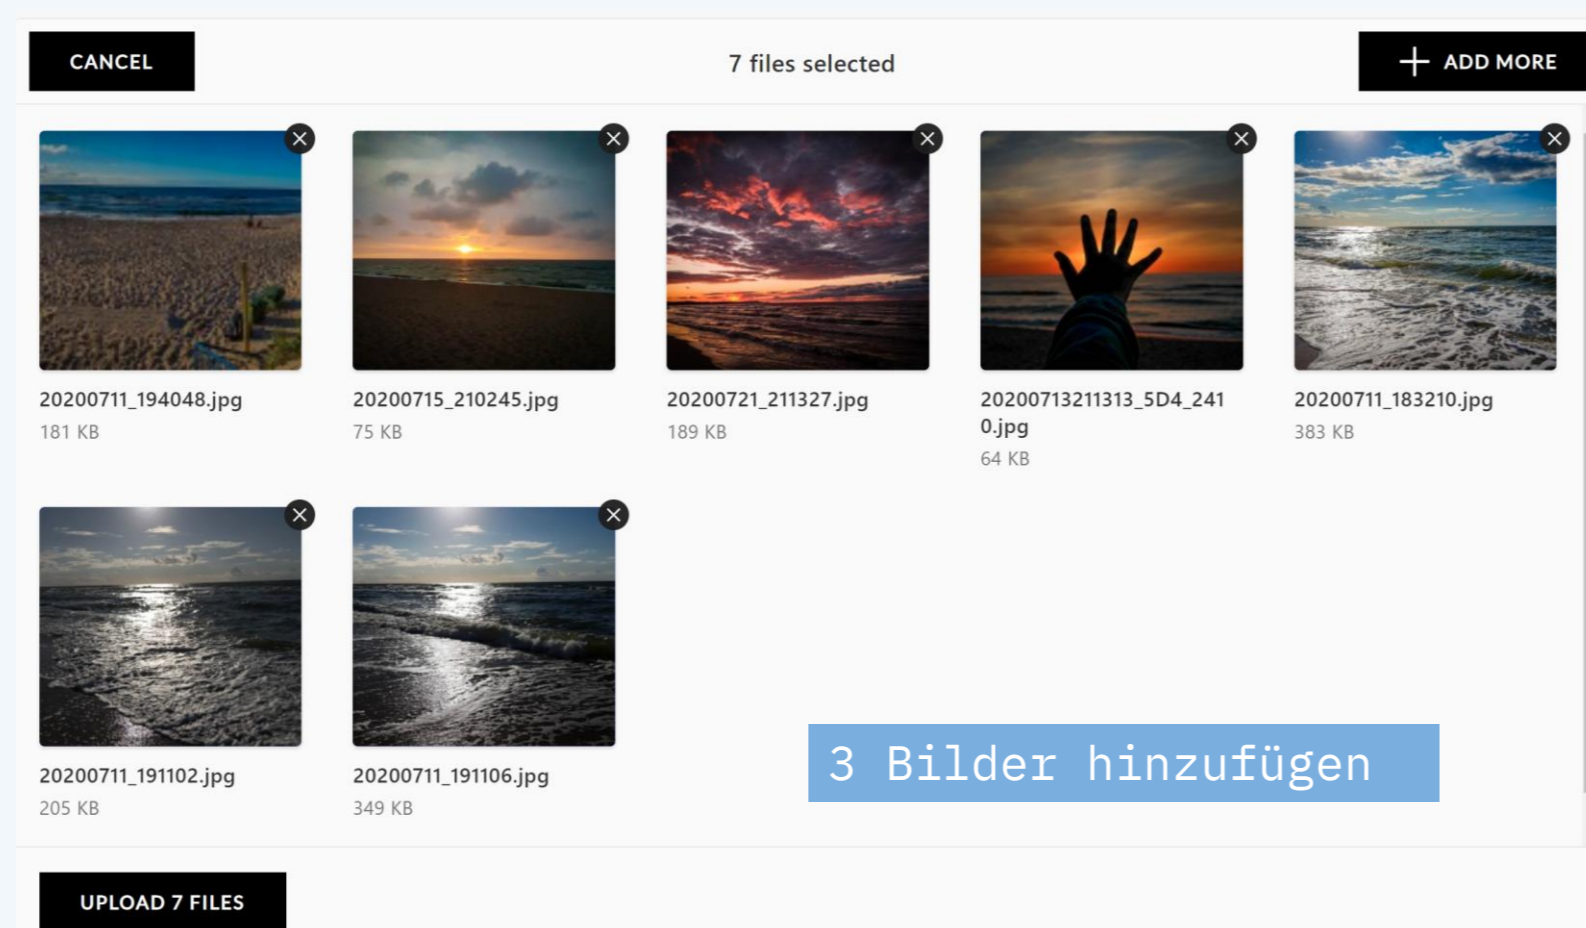 CANCEL
7 files selected
ADD MORE
20200711_194048.jpg
181 KB
20200715_210245.jpg
75 KB
20200721_211327.jpg
189 KB
20200713211313_5D4_241
0.jpg
64 KB
20200711_183210.jpg
383 KB
20200711_191102.jpg
205 KB
20200711_191106.jpg
349 KB
3 Bilder hinzufügen
UPLOAD 7 FILES